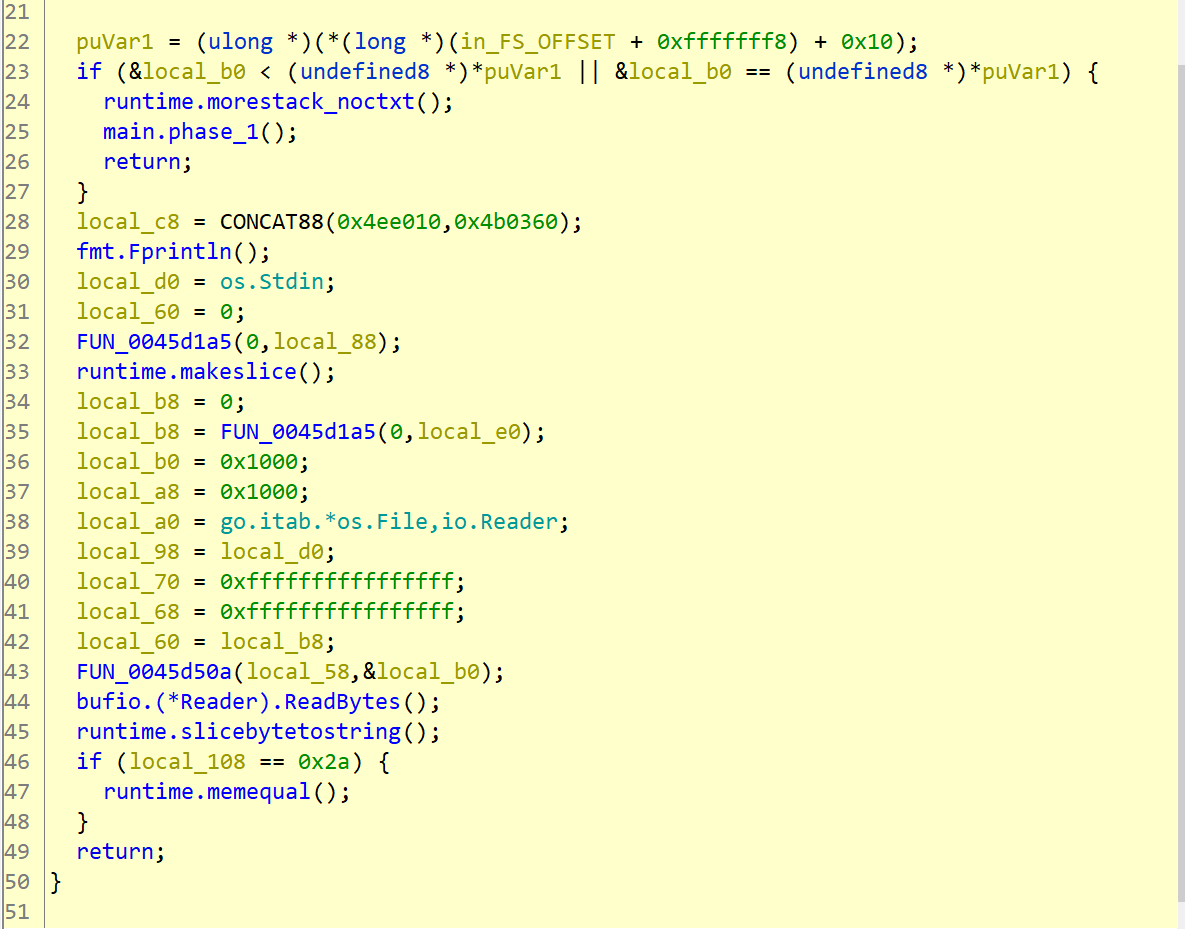 21
22 puVar1 = (ulong *)(*(long *)(in_FS_OFFSET + 0xfffffff8) + 0x10);
23 if (&local_b0 < (undefined8 *)*puVar1 || &local_b0 == (undefined8 *)*puVar1) {
24 runtime.morestack_noctxt();
25 main.phase_1();
26 return;
27 }
28 local_c8 = CONCAT88(0x4ee010,0x4b0360);
29 fmt.Fprintln();
30 local_d0 = os.Stdin;
31 local_60 = 0;
32 FUN_0045d1a5(0,local_88);
33 runtime.makeslice();
34 local_b8 = 0;
35 local_b8 = FUN_0045d1a5(0,local_e0);
36 local_b0 = 0x1000;
37 local_a8 = 0x1000;
38 local_a0 = go.itab.*os.File,io.Reader;
39 local_98 = local_d0;
40 local_70 = 0xffffffffffffffff;
41 local_68 = 0xffffffffffffffff;
42 local_60 = local_b8;
43 FUN_0045d50a(local_58,&local_b0);
44 bufio.(*Reader).ReadBytes();
45 runtime.slicebytetostring();
46 if (local_108 == 0x2a) {
47 runtime.memequal();
48 }
49 return;
50 }
51